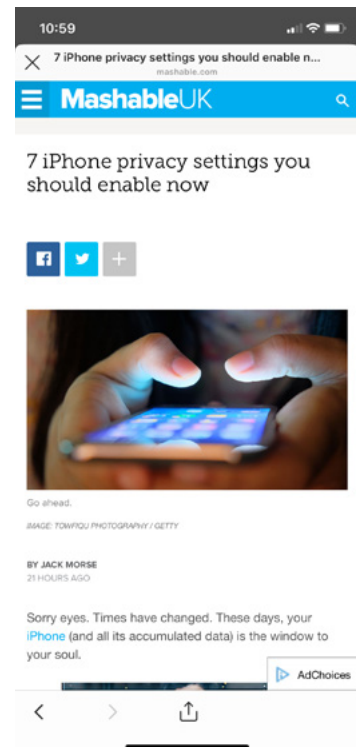 10:59
7 iPhone privacy settings you should enable n...
mashable.com
MashableUK
7 iPhone privacy settings you
should enable now
Go ahead.
IMAGE: TOWFIQU PHOTOGRAPHY / GETTY
BY JACK MORSE
21 HOURS AGO
Sorry eyes. Times have changed. These days, your
iPhone (and all its accumulated data) is the window to
your soul.
AdChoices